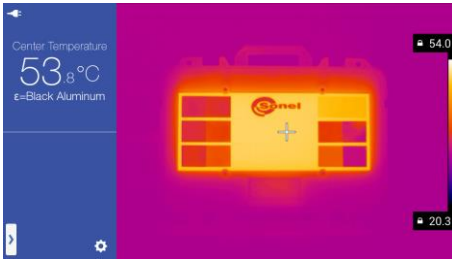 Center Temperature
53.8°C
ε=Black Aluminum
Sonel
54.0
20.3